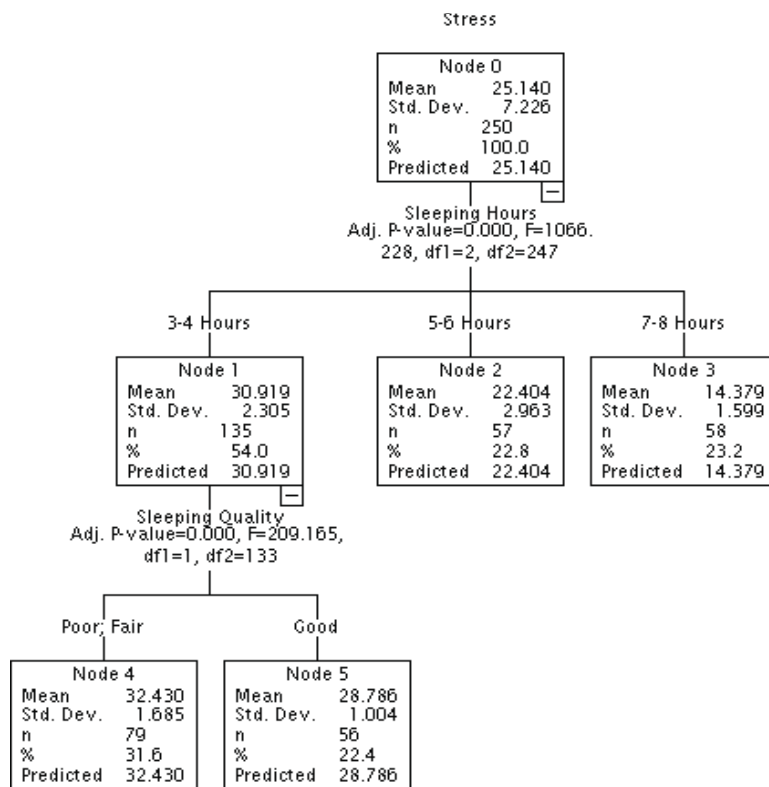 Stress
Node 0
Mean 25.140
Std. Dev. 7.226
n 250
% 100.0
Predicted 25.140
Sleeping Hours
Adj. P-value=0.000, F=1066.
228, df1=2, df2=247
3-4 Hours
5-6 Hours
7-8 Hours
Node 1
Mean 30.919
Std. Dev. 2.305
n 135
% 54.0
Predicted 30.919
Node 2
Mean 22.404
Std. Dev. 2.963
n 57
% 22.8
Predicted 22.404
Node 3
Mean 14.379
Std. Dev. 1.599
n 58
% 23.2
Predicted 14.379
Sleeping Quality
Adj. P-value=0.000, F=209.165,
df1=1, df2=133
Poor; Fair
Good
Node 4
Mean 32.430
Std. Dev. 1.685
n 79
% 31.6
Predicted 32.430
Node 5
Mean 28.786
Std. Dev. 1.004
n 56
% 22.4
Predicted 28.786